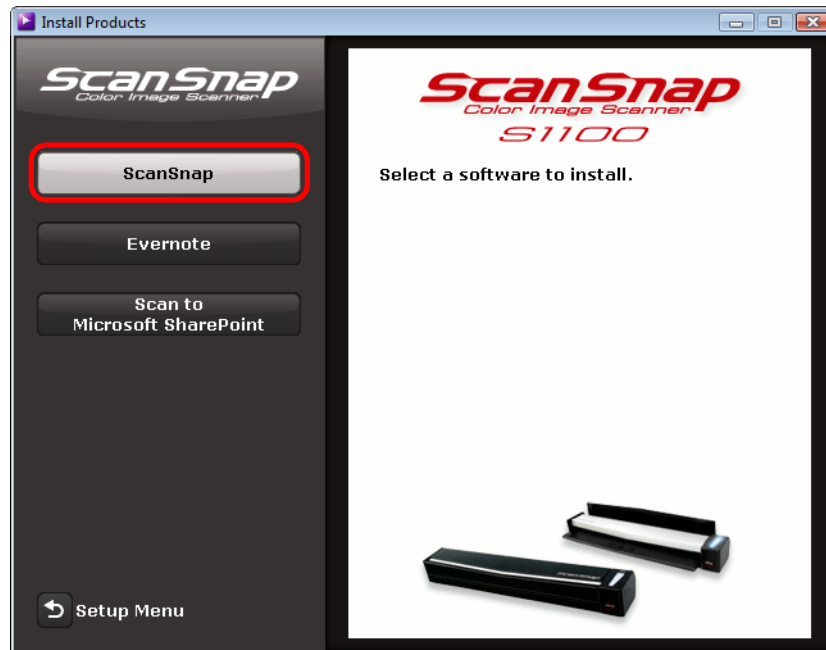 Install Products
ScanSnap
Color Image Scanner
ScanSnap
Evernote
Scan to
Microsoft SharePoint
Setup Menu
ScanSnap
Color Image Scanner
S1100
Select a software to install.
ScanSnap